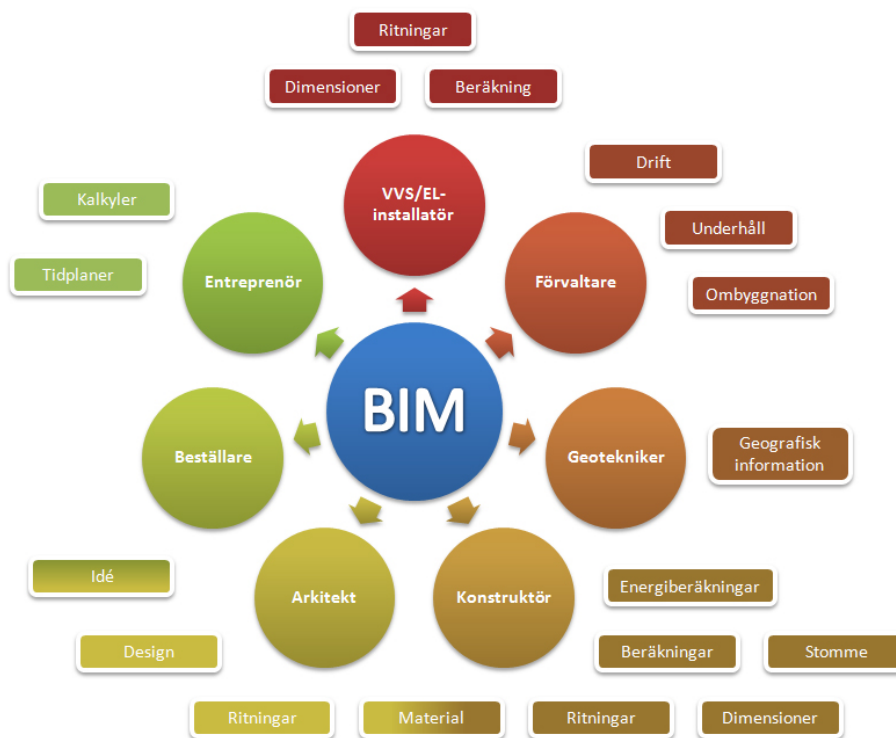 Ritningar
Dimensioner
Beräkning
Drift
VVS/EL-
installatör
Kalkyler
Underhåll
Tidplaner
Entreprenör
Förvaltare
Ombyggnation
BIM
Beställare
Geotekniker
Geografisk
information
Idé
Arkitekt
Konstruktör
Energiberäkningar
Design
Beräkningar
Stomme
Ritningar
Material
Ritningar
Dimensioner